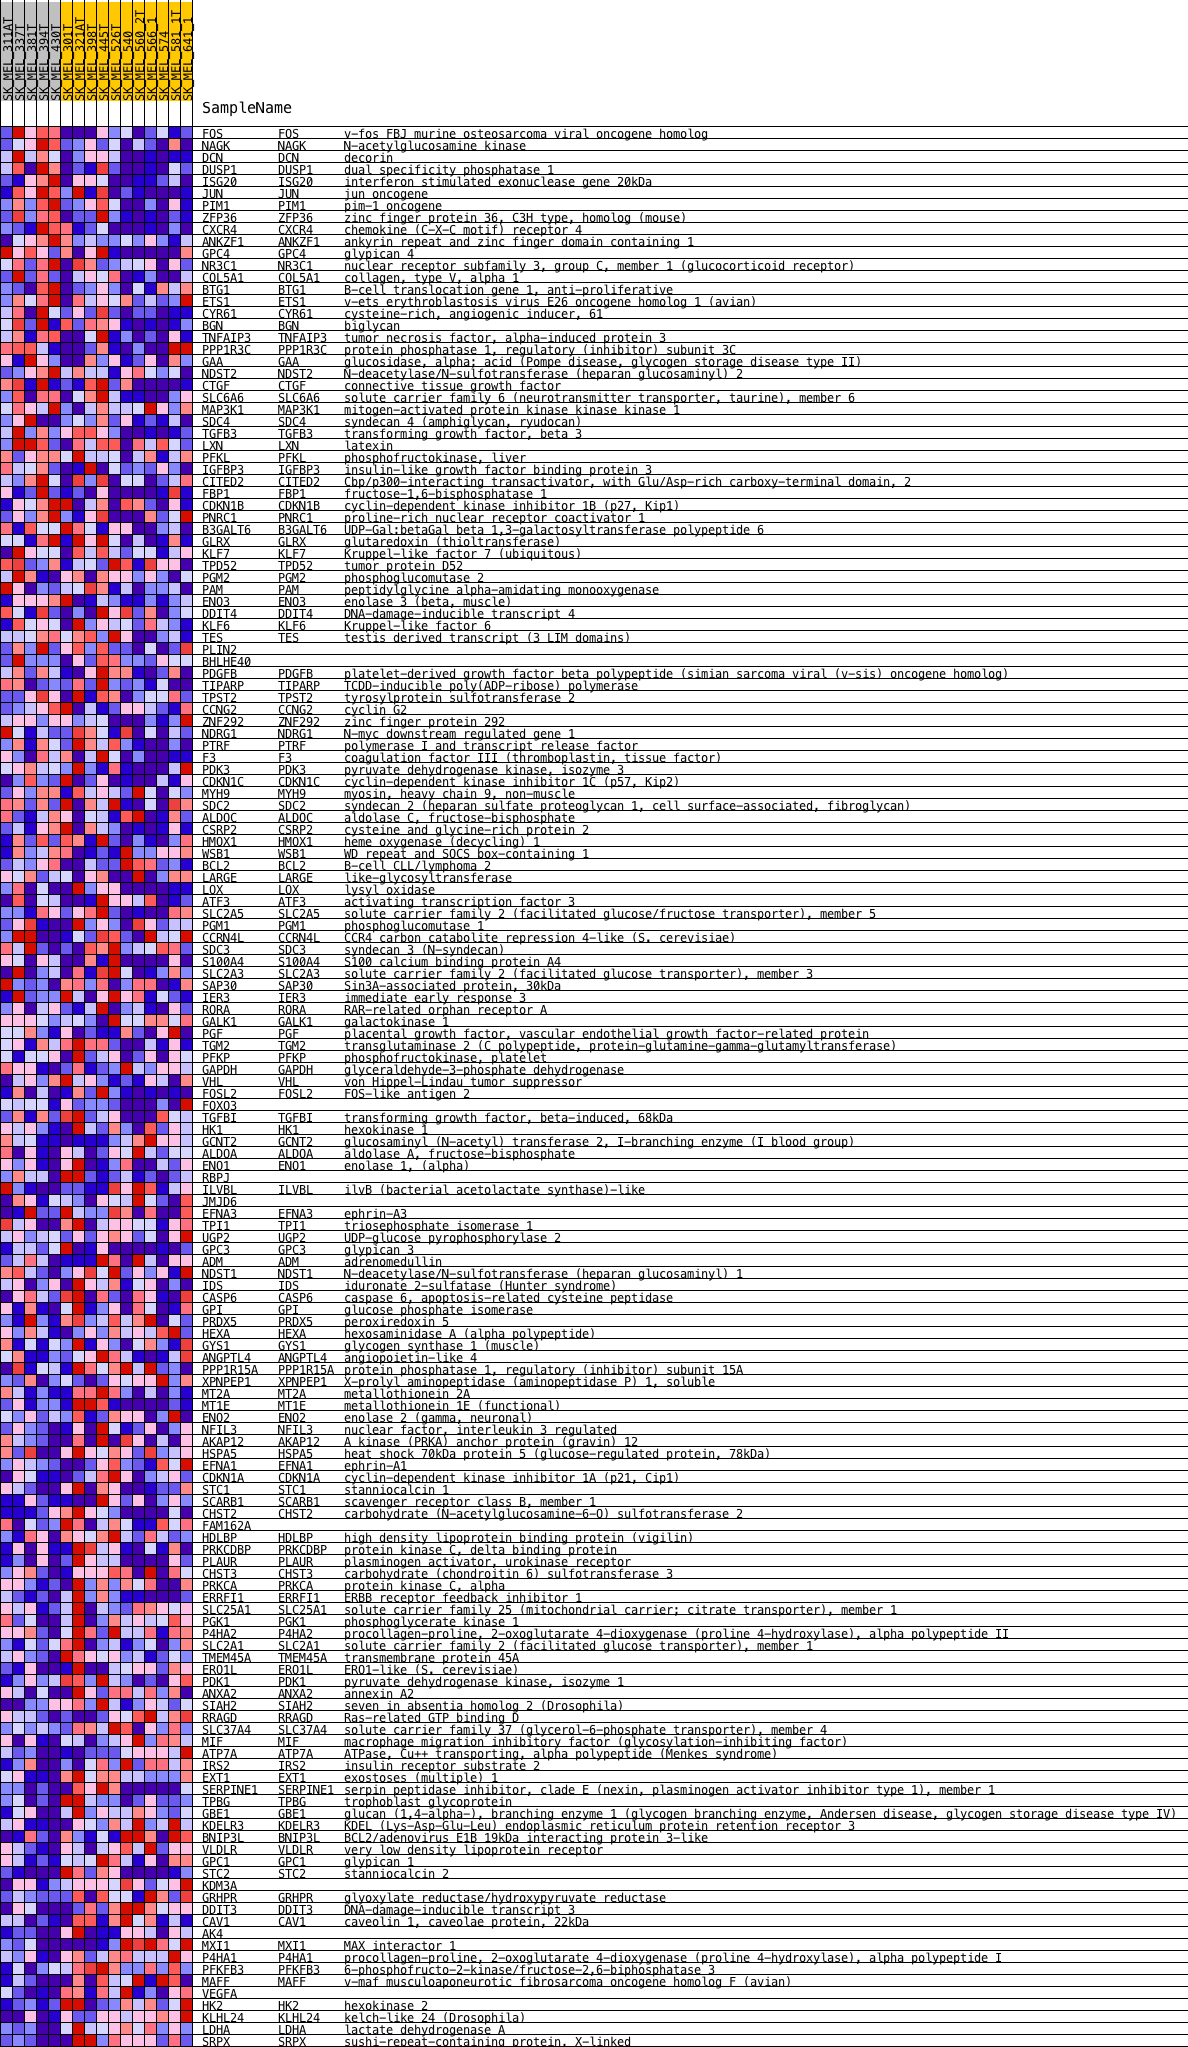 SK_MEL_311AT
SK_MEL_337T
SK_MEL_381T
SK_MEL_394T
SK_MEL_430T
SK_MEL_301T
SK_MEL_321AT
SK_MEL_398T
SK_MEL_445T
SK_MEL_526T
SK_MEL_540
SK_MEL_560_2T
SK_MEL_566_1
SK_MEL_574
SK_MEL_581_1T
SK_MEL_641_1
SampleName
FOS FOS v-fos FBJ murine osteosarcoma viral oncogene homolog
NAGK NAGK N-acetylglucosamine kinase
DCN DCN decorin
DUSP1 DUSP1 dual specificity phosphatase 1
ISG20 ISG20 interferon stimulated exonuclease gene 20kDa
JUN JUN jun oncogene
PIM1 PIM1 pim-1 oncogene
ZFP36 ZFP36 zinc finger protein 36, C3H type, homolog (mouse)
CXCR4 CXCR4 chemokine (C-X-C motif) receptor 4
ANKZF1 ANKZF1 ankyrin repeat and zinc finger domain containing 1
GPC4 GPC4 glypican 4
NR3C1 NR3C1 nuclear receptor subfamily 3, group C, member 1 (glucocorticoid receptor)
COL5A1 COL5A1 collagen, type V, alpha 1
BTG1 BTG1 B-cell translocation gene 1, anti-proliferative
ETS1 ETS1 v-ets erythroblastosis virus E26 oncogene homolog 1 (avian)
CYR61 CYR61 cysteine-rich, angiogenic inducer, 61
BGN BGN biglycan
TNFAIP3 TNFAIP3 tumor necrosis factor, alpha-induced protein 3
PPP1R3C PPP1R3C protein phosphatase 1, regulatory (inhibitor) subunit 3C
GAA GAA glucosidase, alpha; acid (Pompe disease, glycogen storage disease type II)
NDST2 NDST2 N-deacetylase/N-sulfotransferase (heparan glucosaminyl) 2
CTGF CTGF connective tissue growth factor
SLC6A6 SLC6A6 solute carrier family 6 (neurotransmitter transporter, taurine), member 6
MAP3K1 MAP3K1 mitogen-activated protein kinase kinase kinase 1
SDC4 SDC4 syndecan 4 (amphiglycan, ryudocan)
TGFB3 TGFB3 transforming growth factor, beta 3
LXN LXN latexin
PFKL PFKL phosphofructokinase, liver
IGFBP3 IGFBP3 insulin-like growth factor binding protein 3
CITED2 CITED2 Cbp/p300-interacting transactivator, with Glu/Asp-rich carboxy-terminal domain, 2
FBP1 FBP1 fructose-1,6-bisphosphatase 1
CDKN1B CDKN1B cyclin-dependent kinase inhibitor 1B (p27, Kip1)
PNRC1 PNRC1 proline-rich nuclear receptor coactivator 1
B3GALT6 B3GALT6 UDP-Gal:betaGal beta 1,3-galactosyltransferase polypeptide 6
GLRX GLRX glutaredoxin (thioltransferase)
KLF7 KLF7 Kruppel-like factor 7 (ubiquitous)
TPD52 TPD52 tumor protein D52
PGM2 PGM2 phosphoglucomutase 2
PAM PAM peptidylglycine alpha-amidating monooxygenase
ENO3 ENO3 enolase 3 (beta, muscle)
DDIT4 DDIT4 DNA-damage-inducible transcript 4
KLF6 KLF6 Kruppel-like factor 6
TES TES testis derived transcript (3 LIM domains)
PLIN2
BHLHE40
PDGFB PDGFB platelet-derived growth factor beta polypeptide (simian sarcoma viral (v-sis) oncogene homolog)
TIPARP TIPARP TCDD-inducible poly(ADP-ribose) polymerase
TPST2 TPST2 tyrosylprotein sulfotransferase 2
CCNG2 CCNG2 cyclin G2
ZNF292 ZNF292 zinc finger protein 292
NDRG1 NDRG1 N-myc downstream regulated gene 1
PTRF PTRF polymerase I and transcript release factor
F3 F3 coagulation factor III (thromboplastin, tissue factor)
PDK3 PDK3 pyruvate dehydrogenase kinase, isozyme 3
CDKN1C CDKN1C cyclin-dependent kinase inhibitor 1C (p57, Kip2)
MYH9 MYH9 myosin, heavy chain 9, non-muscle
SDC2 SDC2 syndecan 2 (heparan sulfate proteoglycan 1, cell surface-associated, fibroglycan)
ALDOC ALDOC aldolase C, fructose-bisphosphate
CSRP2 CSRP2 cysteine and glycine-rich protein 2
HMOX1 HMOX1 heme oxygenase (decycling) 1
WSB1 WSB1 WD repeat and SOCS box-containing 1
BCL2 BCL2 B-cell CLL/lymphoma 2
LARGE LARGE like-glycosyltransferase
LOX LOX lysyl oxidase
ATF3 ATF3 activating transcription factor 3
SLC2A5 SLC2A5 solute carrier family 2 (facilitated glucose/fructose transporter), member 5
PGM1 PGM1 phosphoglucomutase 1
CCRN4L CCRN4L CCR4 carbon catabolite repression 4-like (S. cerevisiae)
SDC3 SDC3 syndecan 3 (N-syndecan)
S100A4 S100A4 S100 calcium binding protein A4
SLC2A3 SLC2A3 solute carrier family 2 (facilitated glucose transporter), member 3
SAP30 SAP30 Sin3A-associated protein, 30kDa
IER3 IER3 immediate early response 3
RORA RORA RAR-related orphan receptor A
GALK1 GALK1 galactokinase 1
PGF PGF placental growth factor, vascular endothelial growth factor-related protein
TGM2 TGM2 transglutaminase 2 (C polypeptide, protein-glutamine-gamma-glutamyltransferase)
PFKP PFKP phosphofructokinase, platelet
GAPDH GAPDH glyceraldehyde-3-phosphate dehydrogenase
VHL VHL von Hippel-Lindau tumor suppressor
FOSL2 FOSL2 FOS-like antigen 2
FOXO3
TGFBI TGFBI transforming growth factor, beta-induced, 68kDa
HK1 HK1 hexokinase 1
GCNT2 GCNT2 glucosaminyl (N-acetyl) transferase 2, I-branching enzyme (I blood group)
ALDOA ALDOA aldolase A, fructose-bisphosphate
ENO1 ENO1 enolase 1, (alpha)
RBPJ
ILVBL ILVBL ilvB (bacterial acetolactate synthase)-like
JMJD6
EFNA3 EFNA3 ephrin-A3
TPI1 TPI1 triosephosphate isomerase 1
UGP2 UGP2 UDP-glucose pyrophosphorylase 2
GPC3 GPC3 glypican 3
ADM ADM adrenomedullin
NDST1 NDST1 N-deacetylase/N-sulfotransferase (heparan glucosaminyl) 1
IDS IDS iduronate 2-sulfatase (Hunter syndrome)
CASP6 CASP6 caspase 6, apoptosis-related cysteine peptidase
GPI GPI glucose phosphate isomerase
PRDX5 PRDX5 peroxiredoxin 5
HEXA HEXA hexosaminidase A (alpha polypeptide)
GYS1 GYS1 glycogen synthase 1 (muscle)
ANGPTL4 ANGPTL4 angiopoietin-like 4
PPP1R15A PPP1R15A protein phosphatase 1, regulatory (inhibitor) subunit 15A
XPNPEP1 XPNPEP1 X-prolyl aminopeptidase (aminopeptidase P) 1, soluble
MT2A MT2A metallothionein 2A
MT1E MT1E metallothionein 1E (functional)
ENO2 ENO2 enolase 2 (gamma, neuronal)
NFIL3 NFIL3 nuclear factor, interleukin 3 regulated
AKAP12 AKAP12 A kinase (PRKA) anchor protein (gravin) 12
HSPA5 HSPA5 heat shock 70kDa protein 5 (glucose-regulated protein, 78kDa)
EFNA1 EFNA1 ephrin-A1
CDKN1A CDKN1A cyclin-dependent kinase inhibitor 1A (p21, Cip1)
STC1 STC1 stanniocalcin 1
SCARB1 SCARB1 scavenger receptor class B, member 1
CHST2 CHST2 carbohydrate (N-acetylglucosamine-6-O) sulfotransferase 2
FAM162A
HDLBP HDLBP high density lipoprotein binding protein (vigilin)
PRKCDBP PRKCDBP protein kinase C, delta binding protein
PLAUR PLAUR plasminogen activator, urokinase receptor
CHST3 CHST3 carbohydrate (chondroitin 6) sulfotransferase 3
PRKCA PRKCA protein kinase C, alpha
ERRFI1 ERRFI1 ERBB receptor feedback inhibitor 1
SLC25A1 SLC25A1 solute carrier family 25 (mitochondrial carrier; citrate transporter), member 1
PGK1 PGK1 phosphoglycerate kinase 1
P4HA2 P4HA2 procollagen-proline, 2-oxoglutarate 4-dioxygenase (proline 4-hydroxylase), alpha polypeptide II
SLC2A1 SLC2A1 solute carrier family 2 (facilitated glucose transporter), member 1
TMEM45A TMEM45A transmembrane protein 45A
ERO1L ERO1L ERO1-like (S. cerevisiae)
PDK1 PDK1 pyruvate dehydrogenase kinase, isozyme 1
ANXA2 ANXA2 annexin A2
SIAH2 SIAH2 seven in absentia homolog 2 (Drosophila)
RRAGD RRAGD Ras-related GTP binding D
SLC37A4 SLC37A4 solute carrier family 37 (glycerol-6-phosphate transporter), member 4
MIF MIF macrophage migration inhibitory factor (glycosylation-inhibiting factor)
ATP7A ATP7A ATPase, Cu++ transporting, alpha polypeptide (Menkes syndrome)
IRS2 IRS2 insulin receptor substrate 2
EXT1 EXT1 exostoses (multiple) 1
SERPINE1 SERPINE1 serpin peptidase inhibitor, clade E (nexin, plasminogen activator inhibitor type 1), member 1
TPBG TPBG trophoblast glycoprotein
GBE1 GBE1 glucan (1,4-alpha-), branching enzyme 1 (glycogen branching enzyme, Andersen disease, glycogen storage disease type IV)
KDELR3 KDELR3 KDEL (Lys-Asp-Glu-Leu) endoplasmic reticulum protein retention receptor 3
BNIP3L BNIP3L BCL2/adenovirus E1B 19kDa interacting protein 3-like
VLDLR VLDLR very low density lipoprotein receptor
GPC1 GPC1 glypican 1
STC2 STC2 stanniocalcin 2
KDM3A
GRHPR GRHPR glyoxylate reductase/hydroxypyruvate reductase
DDIT3 DDIT3 DNA-damage-inducible transcript 3
CAV1 CAV1 caveolin 1, caveolae protein, 22kDa
AK4
MXI1 MXI1 MAX interactor 1
P4HA1 P4HA1 procollagen-proline, 2-oxoglutarate 4-dioxygenase (proline 4-hydroxylase), alpha polypeptide I
PFKFB3 PFKFB3 6-phosphofructo-2-kinase/fructose-2,6-biphosphatase 3
MAFF MAFF v-maf musculoaponeurotic fibrosarcoma oncogene homolog F (avian)
VEGFA
HK2 HK2 hexokinase 2
KLHL24 KLHL24 kelch-like 24 (Drosophila)
LDHA LDHA lactate dehydrogenase A
SRPX SRPX sushi-repeat-containing protein, X-linked